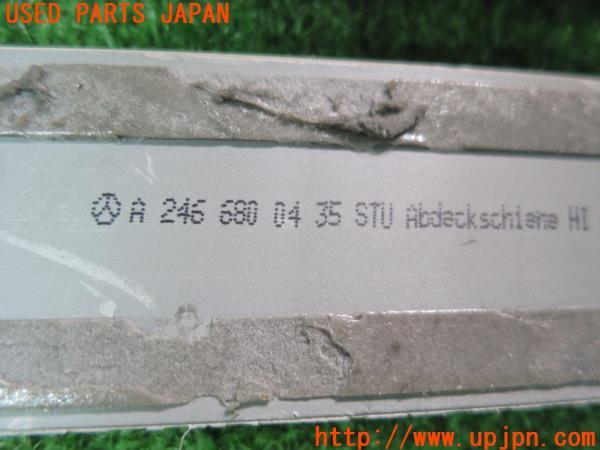 USED PARTS JAPAN
A 246 680 04 35 STU Abdeckschiene HI
http://www.upjpn.com